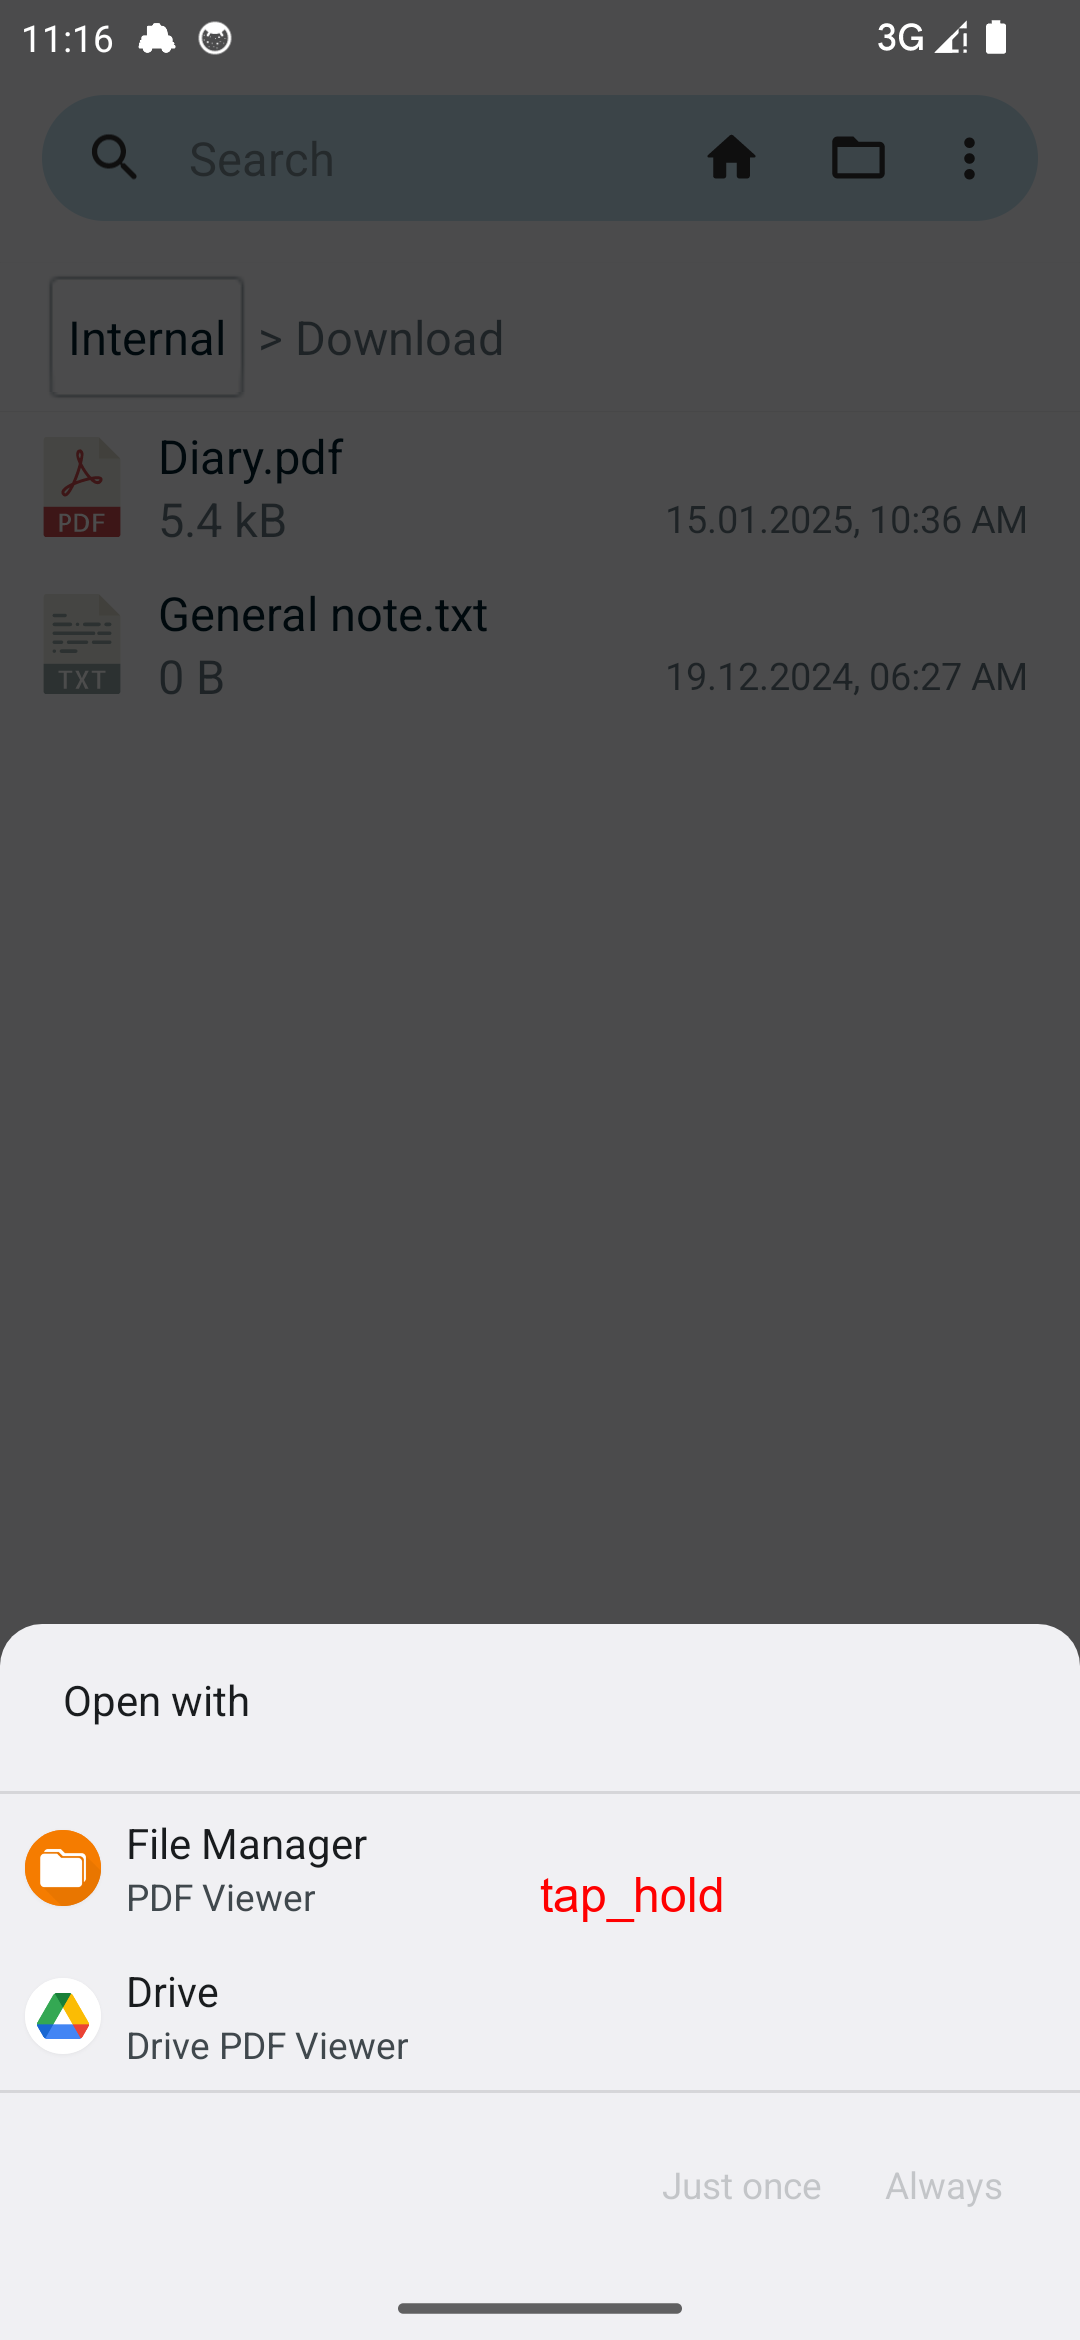 11:16
3G
Search
Internal > Download
Diary.pdf
PDF
5.4 kB
15.01.2025, 10:36 AM
General note.txt
TXT
0 B
19.12.2024, 06:27 AM
Open with
File Manager
PDF Viewer
tap_hold
Drive
Drive PDF Viewer
Just once
Always